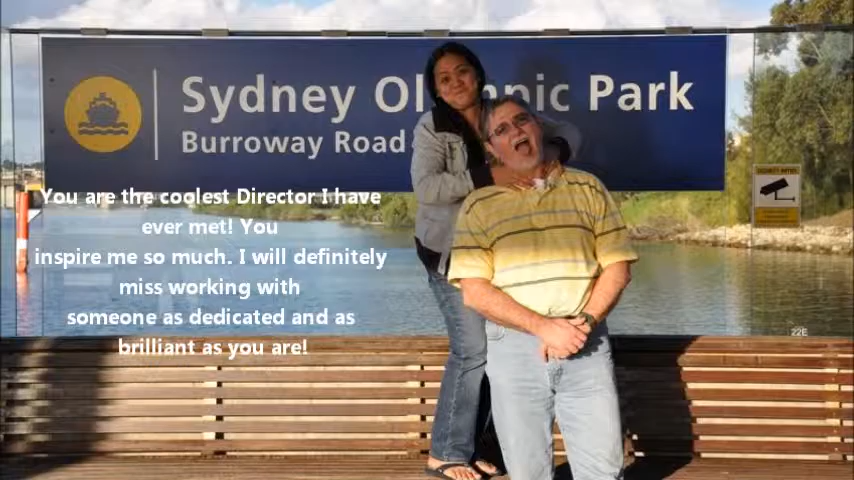 Sydney Ol  pic Park
Burroway Road
You are the coolest Director I have
ever met! You
inspire me so much. I will definitely
miss working with
someone as dedicated and as
brilliant as you are!
22E